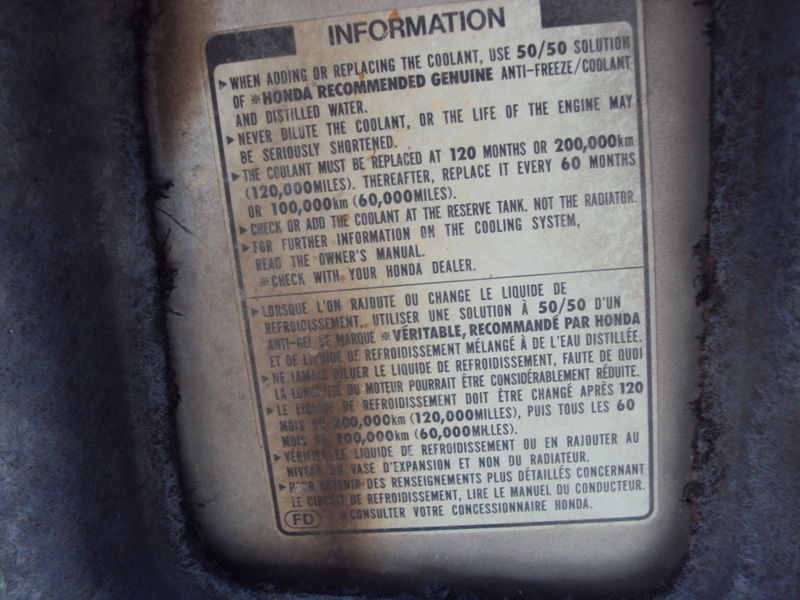 INFORMATION
▶WHEN ADDING OR REPLACING THE COOLANT, USE 50/50 SOLUTION
OF ※HONDA RECOMMENDED GENUINE ANTI-FREEZE/COOLANT
AND DISTILLED WATER.
▶NEVER DILUTE THE COOLANT, OR THE LIFE OF THE ENGINE MAY
BE SERIOUSLY SHORTENED.
▶THE COOLANT MUST BE REPLACED AT 120 MONTHS OR 200,000km
(120,000MILES). THEREAFTER, REPLACE IT EVERY 60 MONTHS
OR 100,000km (60,000MILES).
▶CHECK OR ADD THE COOLANT AT THE RESERVE TANK. NOT THE RADIATOR.
▶FOR FURTHER INFORMATION ON THE COOLING SYSTEM,
READ THE OWNER'S MANUAL.
※CHECK WITH YOUR HONDA DEALER.
▶LORSQUE L'ON RAJOUTE OU CHANGE LE LIQUIDE DE
REFROIDISSEMENT, UTILISER UNE SOLUTION À 50/50 D'UN
ANTI-GEL DE MARQUE ※VÉRITABLE, RECOMMANDÉ PAR HONDA
ET DE LIQUIDE DE REFROIDISSEMENT MÉLANGÉ À DE L'EAU DISTILLÉE.
▶NE JAMAIS DILUER LE LIQUIDE DE REFROIDISSEMENT, FAUTE DE QUOI
LA LONGÉVITÉ DU MOTEUR POURRAIT ÊTRE CONSIDÉRABLEMENT RÉDUITE.
▶LE LIQUIDE DE REFROIDISSEMENT DOIT ÊTRE CHANGÉ APRÈS 120
MOIS OU 200,000km (120,000MILLES), PUIS TOUS LES 60
MOIS OU 100,000km (60,000MILLES).
▶VÉRIFIER LE LIQUIDE DE REFROIDISSEMENT OU EN RAJOUTER AU
NIVEAU DU VASE D'EXPANSION ET NON DU RADIATEUR.
▶POUR OBTENIR DES RENSEIGNEMENTS PLUS DÉTAILLÉS CONCERNANT
LE CIRCUIT DE REFROIDISSEMENT, LIRE LE MANUEL DU CONDUCTEUR.
FD ※CONSULTER VOTRE CONCESSIONNAIRE HONDA.